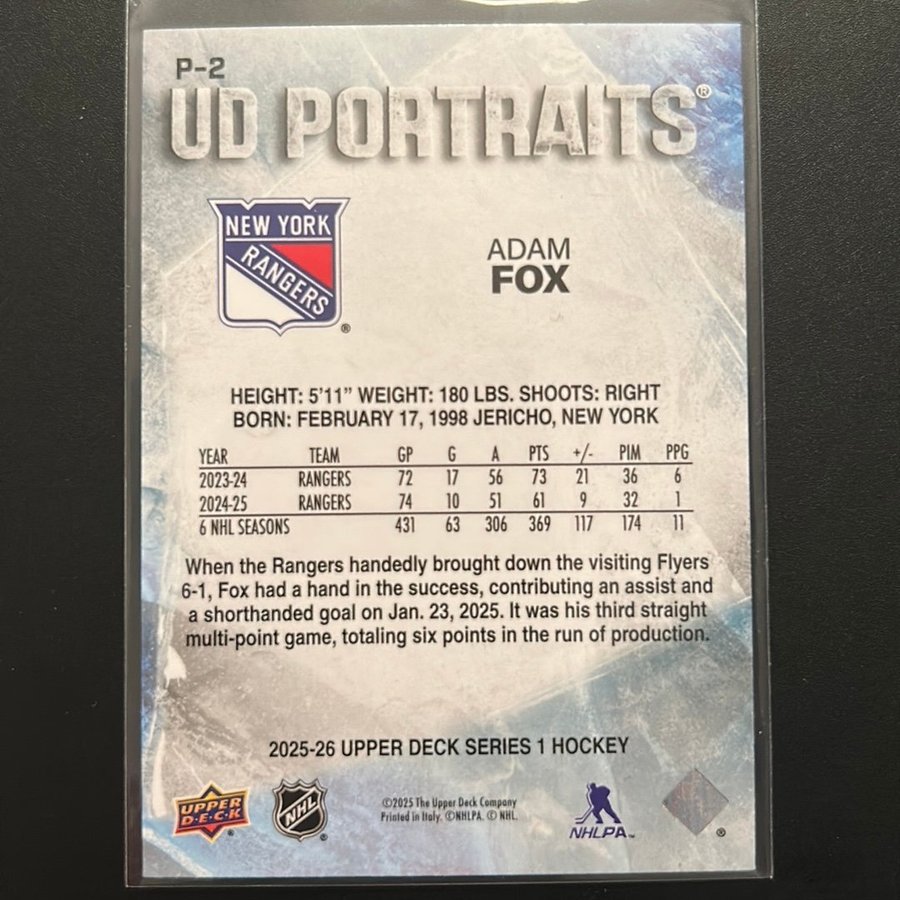 P-2
UD PORTRAITS®
NEW YORK
RANGERS
®
ADAM
FOX
HEIGHT: 5'11" WEIGHT: 180 LBS. SHOOTS: RIGHT
BORN: FEBRUARY 17, 1998 JERICHO, NEW YORK
YEAR TEAM GP G A PTS +/- PIM PPG
2023-24 RANGERS 72 17 56 73 21 36 6
2024-25 RANGERS 74 10 51 61 9 32 1
6 NHL SEASONS 431 63 306 369 117 174 11
When the Rangers handedly brought down the visiting Flyers
6-1, Fox had a hand in the success, contributing an assist and
a shorthanded goal on Jan. 23, 2025. It was his third straight
multi-point game, totaling six points in the run of production.
2025-26 UPPER DECK SERIES 1 HOCKEY
UPPER
D·E·C·K
®
NHL
®
©2025 The Upper Deck Company
Printed in Italy. ©NHLPA. © NHL.
NHLPA™
®